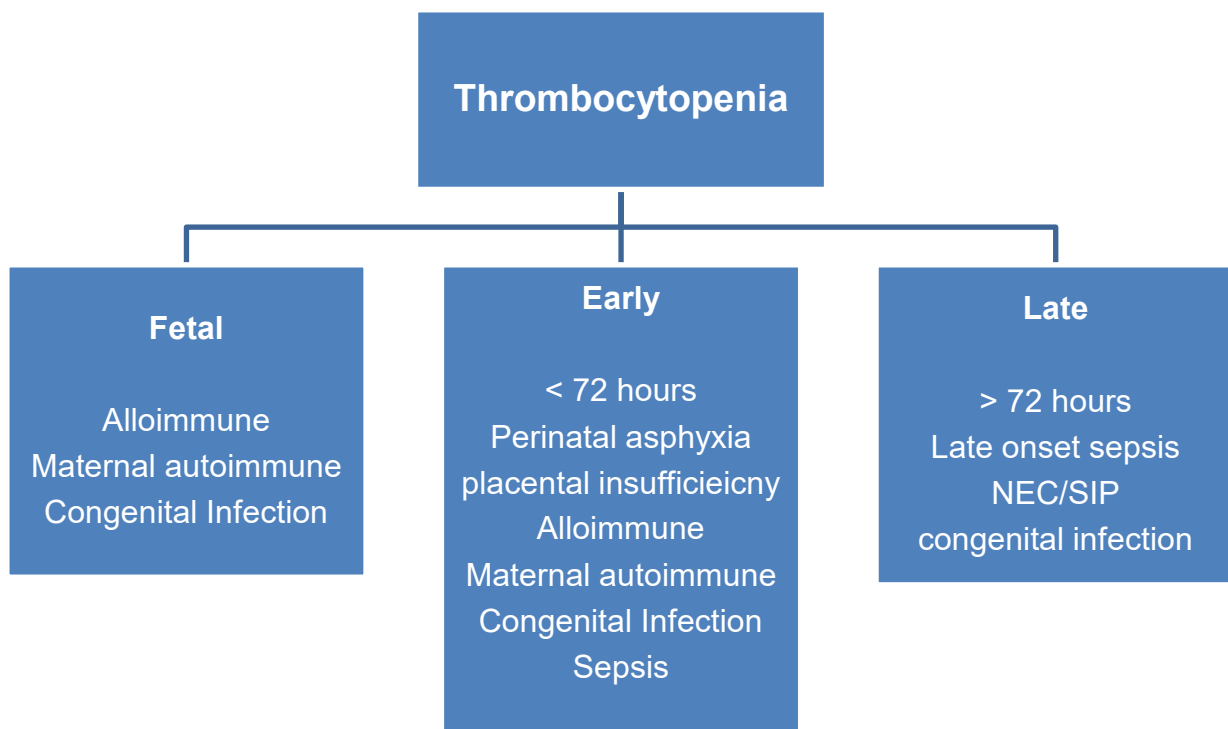 Thrombocytopenia
Fetal
Alloimmune
Maternal autoimmune
Congenital Infection
Early
< 72 hours
Perinatal asphyxia
placental insufficieicny
Alloimmune
Maternal autoimmune
Congenital Infection
Sepsis
Late
> 72 hours
Late onset sepsis
NEC/SIP
congenital infection